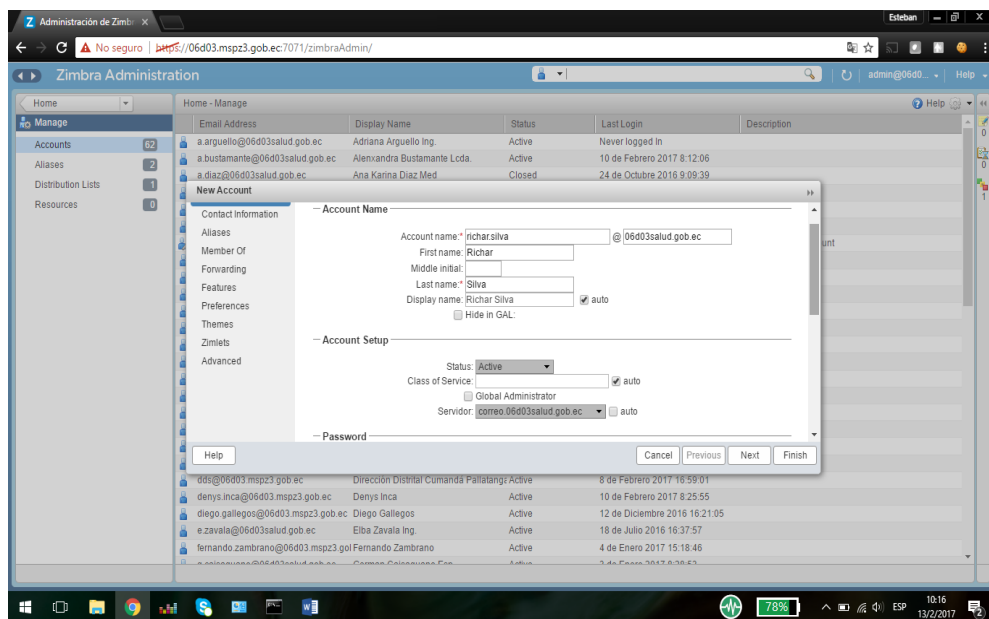 Administración de Zimbr
Esteban
No seguro | https://06d03.mspz3.gob.ec:7071/zimbraAdmin/
Zimbra Administration
admin@06d0...
Help
Home
Home - Manage
Help
Manage
Email Address Display Name Status Last Login Description
Accounts 62
Aliases 2
Distribution Lists 1
Resources 0
a.arguello@06d03salud.gob.ec Adriana Arguello Ing. Active Never logged In
a.bustamante@06d03salud.gob.ec Alenxandra Bustamante Lcda. Active 10 de Febrero 2017 8:12:06
a.diaz@06d03salud.gob.ec Ana Karina Diaz Med Closed 24 de Octubre 2016 9:09:39
0
0
1
New Account
Contact Information
Aliases
Member Of
Forwarding
Features
Preferences
Themes
Zimlets
Advanced
Account Name
Account name:* richar.silva @ 06d03salud.gob.ec
First name: Richar
Middle initial:
Last name:* Silva
Display name: Richar Silva auto
Hide in GAL:
Account Setup
Status: Active
Class of Service: auto
Global Administrator
Servidor: correo.06d03salud.gob.ec auto
Password
Help Cancel Previous Next Finish
unt
dds@06d03.mspz3.gob.ec Direccion Distrital Cumandá Pallatanga Active 8 de Febrero 2017 16:59:01
denys.inca@06d03.mspz3.gob.ec Denys Inca Active 10 de Febrero 2017 8:25:55
diego.gallegos@06d03.mspz3.gob.ec Diego Gallegos Active 12 de Diciembre 2016 16:21:05
e.zavala@06d03salud.gob.ec Elba Zavala Ing. Active 18 de Julio 2016 16:37:57
fernando.zambrano@06d03.mspz3.gol Fernando Zambrano Active 4 de Enero 2017 15:18:46
78%
ESP
10:16
13/2/2017
2